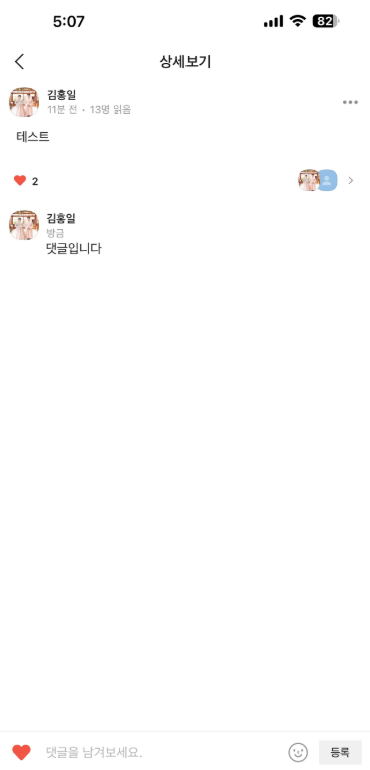 5:07
82
상세보기
김홍일
11분 전 · 13명 읽음
테스트
2
김홍일
방금
댓글입니다
댓글을 남겨보세요.
등록